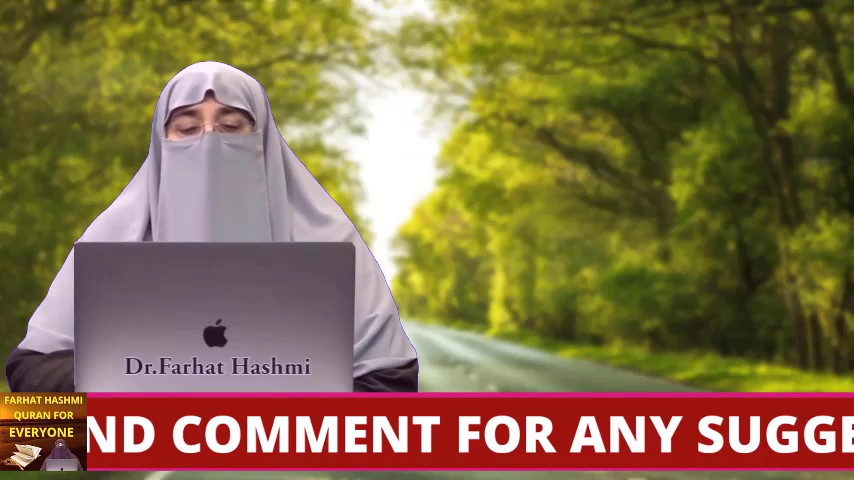 Dr.Farhat Hashmi
FARHAT HASHMI
QURAN FOR
EVERYONE
ND COMMENT FOR ANY SUGGE